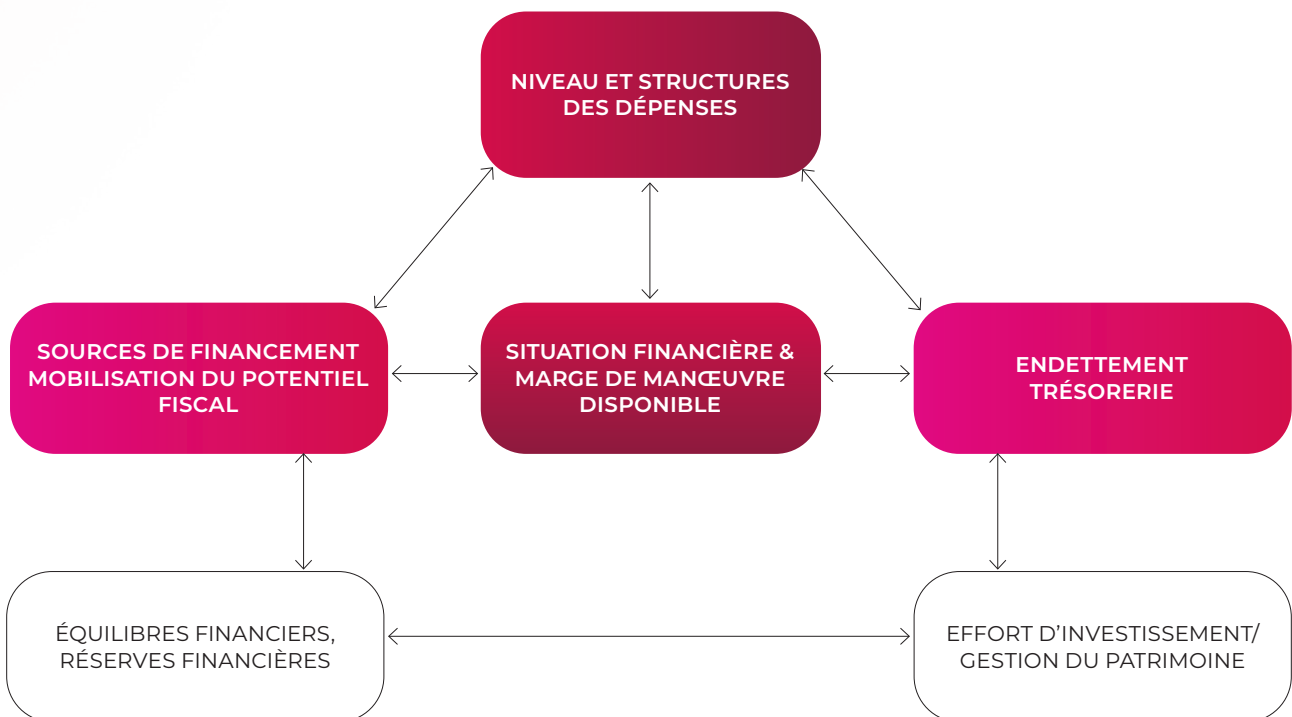 NIVEAU ET STRUCTURES
DES DÉPENSES
SOURCES DE FINANCEMENT
MOBILISATION DU POTENTIEL
FISCAL
SITUATION FINANCIÈRE &
MARGE DE MANŒUVRE
DISPONIBLE
ENDETTEMENT
TRÉSORERIE
ÉQUILIBRES FINANCIERS,
RÉSERVES FINANCIÈRES
EFFORT D’INVESTISSEMENT/
GESTION DU PATRIMOINE